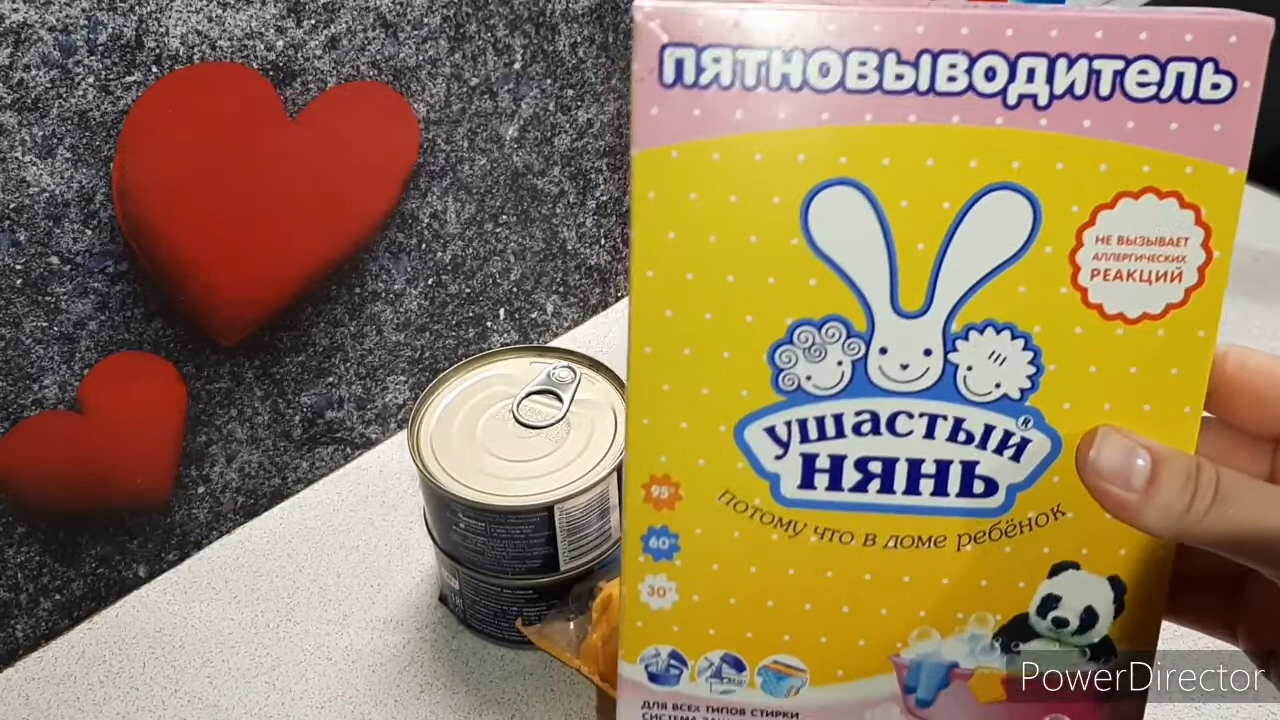 ПЯТНОВЫВОДИТЕЛЬ
НЕ ВЫЗЫВАЕТ
АЛЛЕРГИЧЕСКИХ
РЕАКЦИЙ
УШАСТЫЙ ®
НЯНЬ
ПОТОМУ ЧТО В ДОМЕ РЕБЁНОК
95°
60°
30°
ДЛЯ ВСЕХ ТИПОВ СТИРКИ
СИСТЕМА
PowerDirector